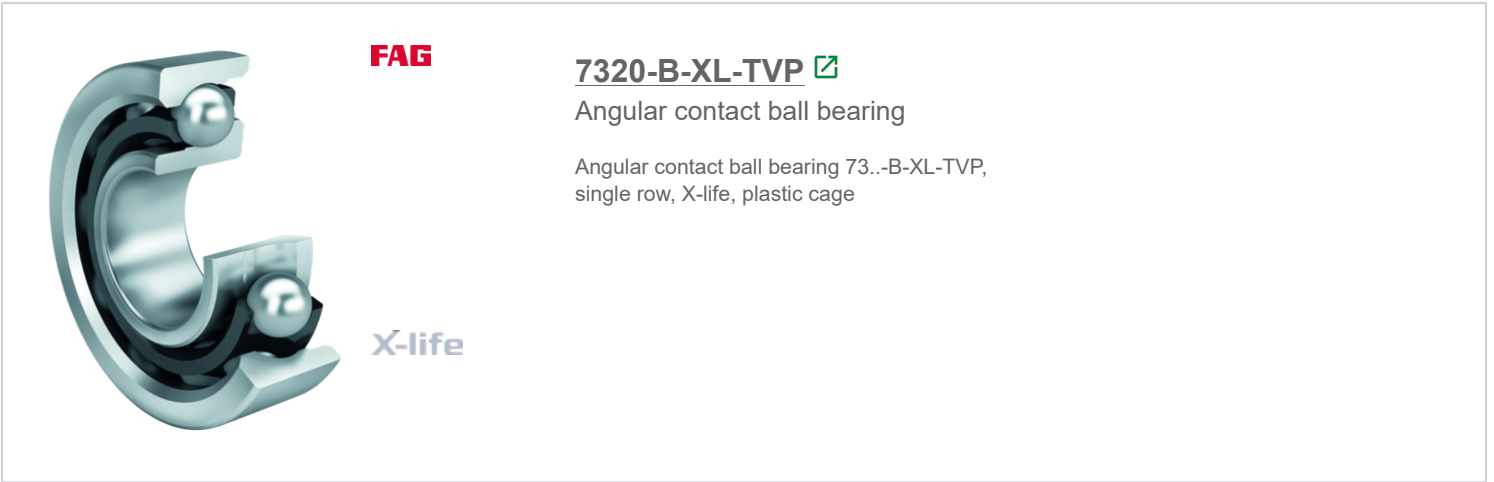 FAG
7320-B-XL-TVP
Angular contact ball bearing
Angular contact ball bearing 73..-B-XL-TVP,
single row, X-life, plastic cage
X-life